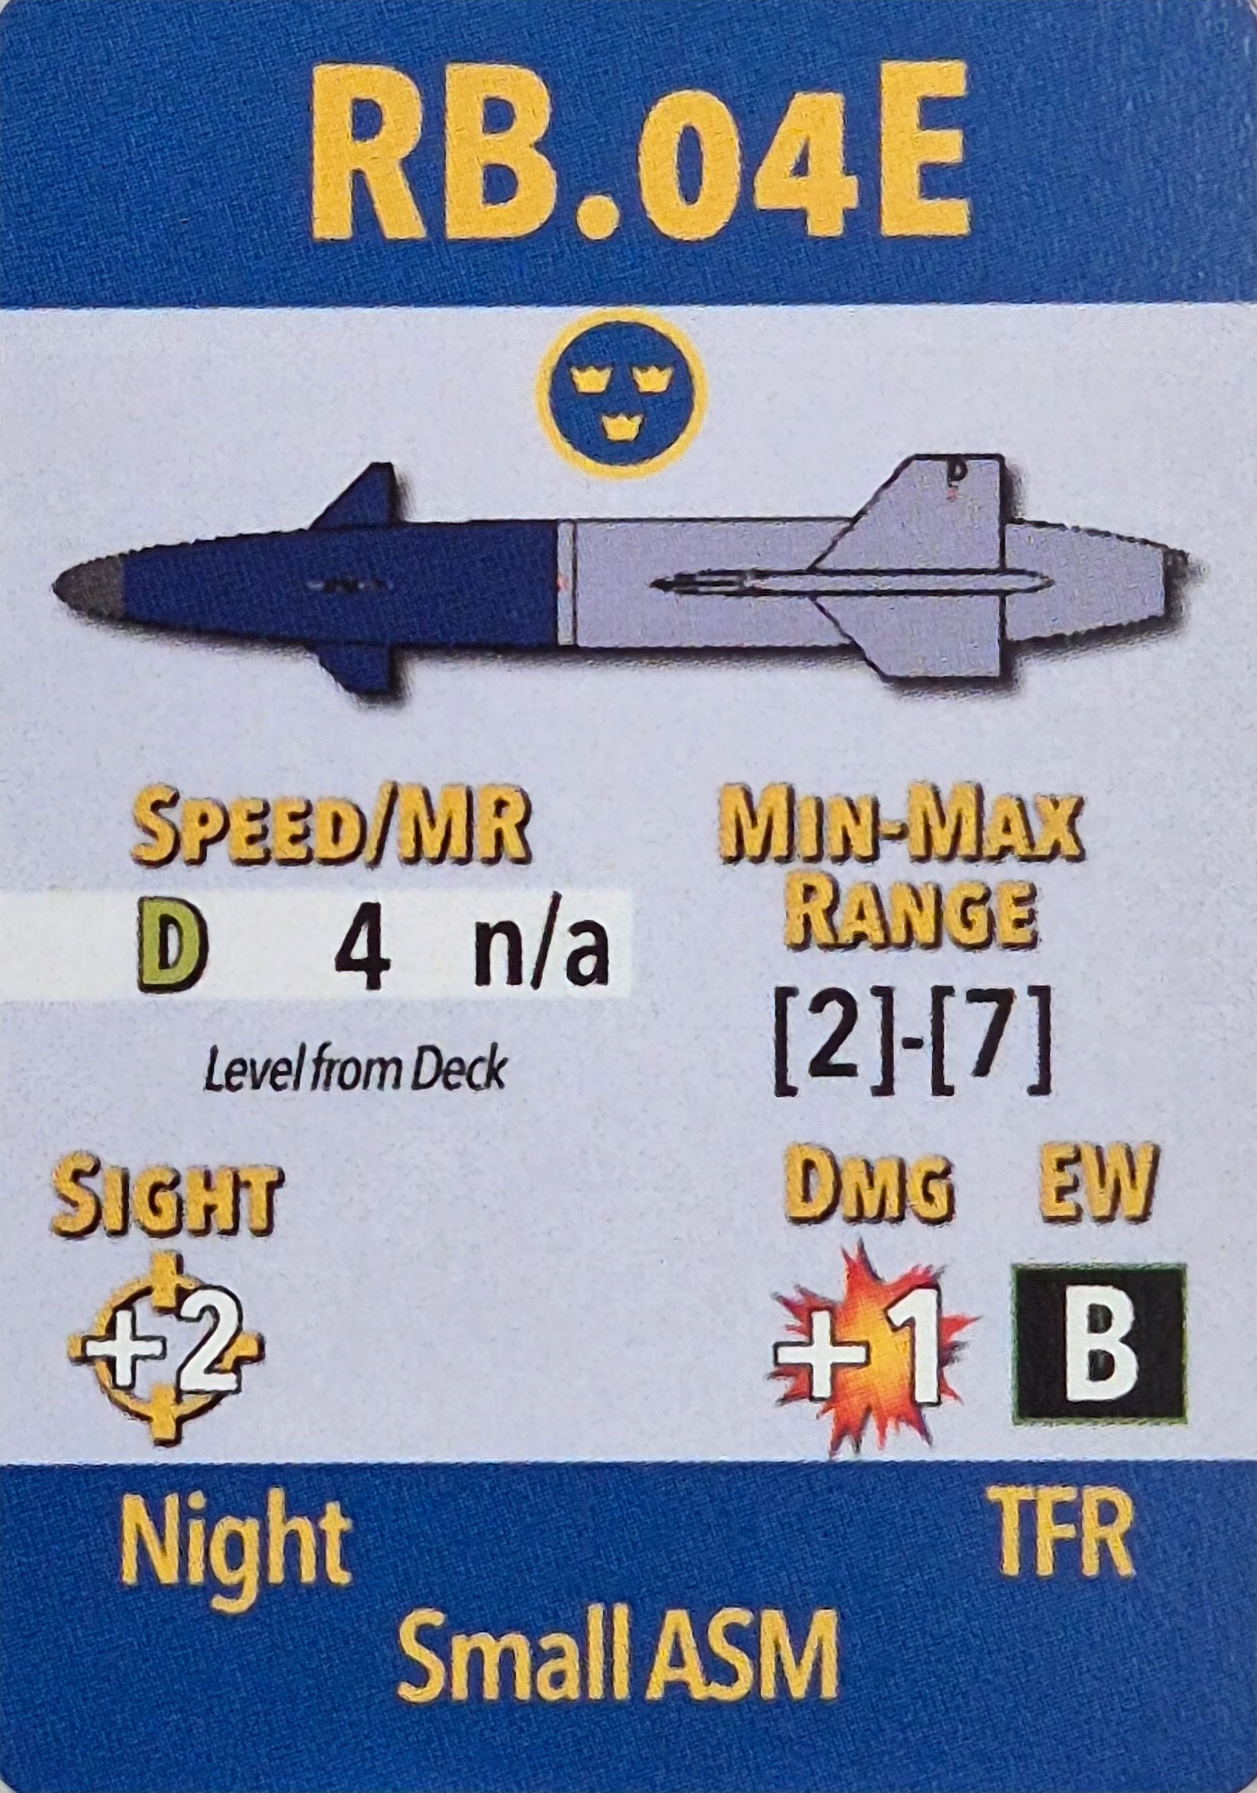 RB.04E
D
SPEED/MR
MIN-MAX
RANGE
D 4 n/a
[2]-[7]
Level from Deck
SIGHT
DMG EW
+2
+1 B
Night
TFR
Small ASM